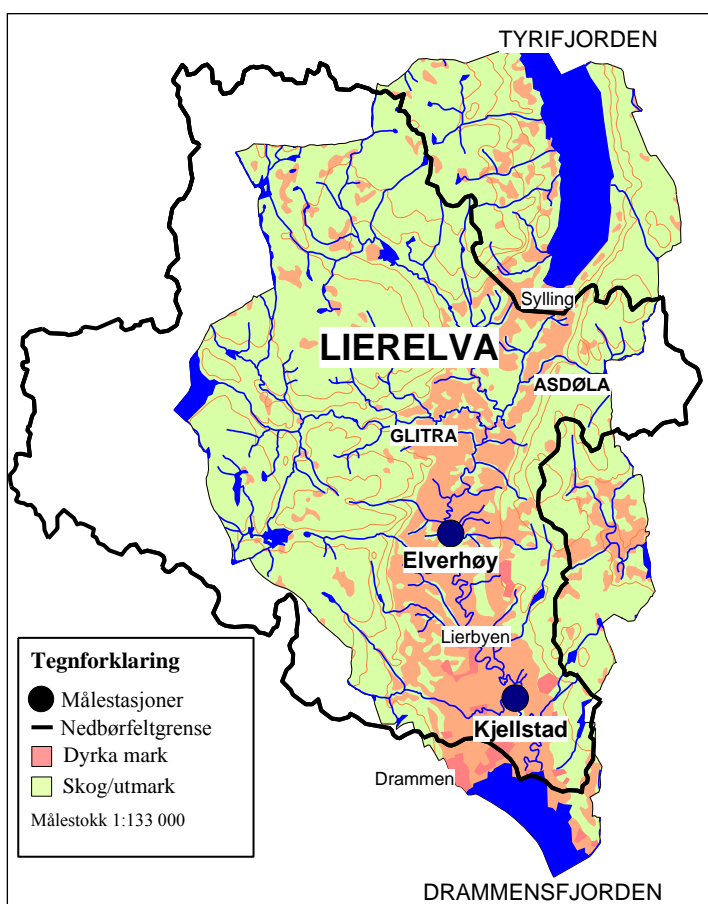 TYRIFJORDEN
Sylling
LIERELVA
ASDØLA
GLITRA
Elverhøy
Lierbyen
Kjellstad
Drammen
DRAMMENSFJORDEN
Tegnforklaring
Målestasjoner
Nedbørfeltgrense
Dyrka mark
Skog/utmark
Målestokk 1:133 000